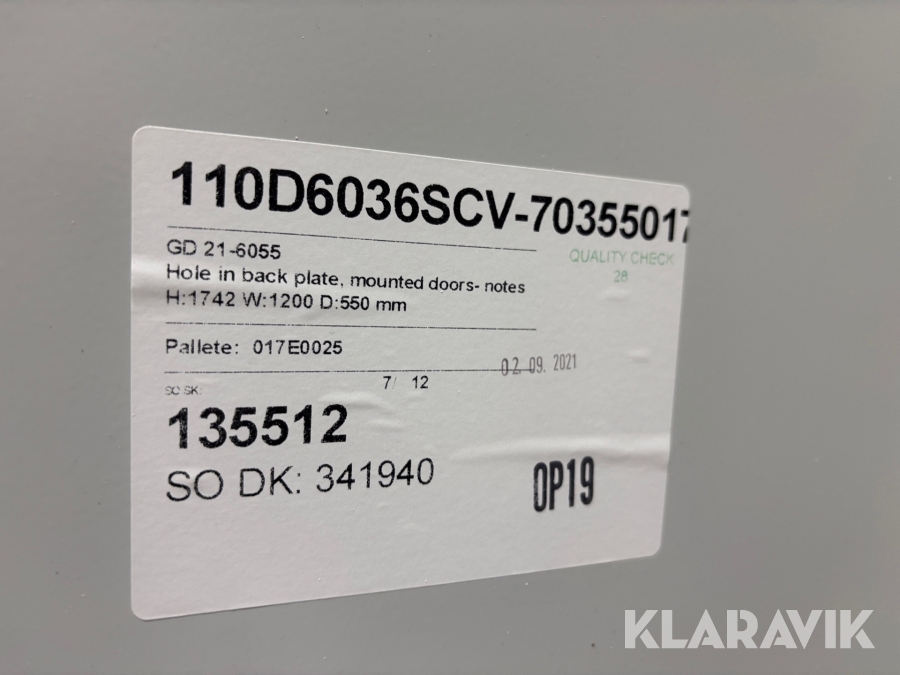 110D6036SCV-70355017
GD 21-6055
QUALITY CHECK
28
Hole in back plate, mounted doors- notes
H:1742 W:1200 D:550 mm
Pallete: 017E0025
02. 09. 2021
7/ 12
SO SK:
135512
SO DK: 341940
OP19
KLARAVIK